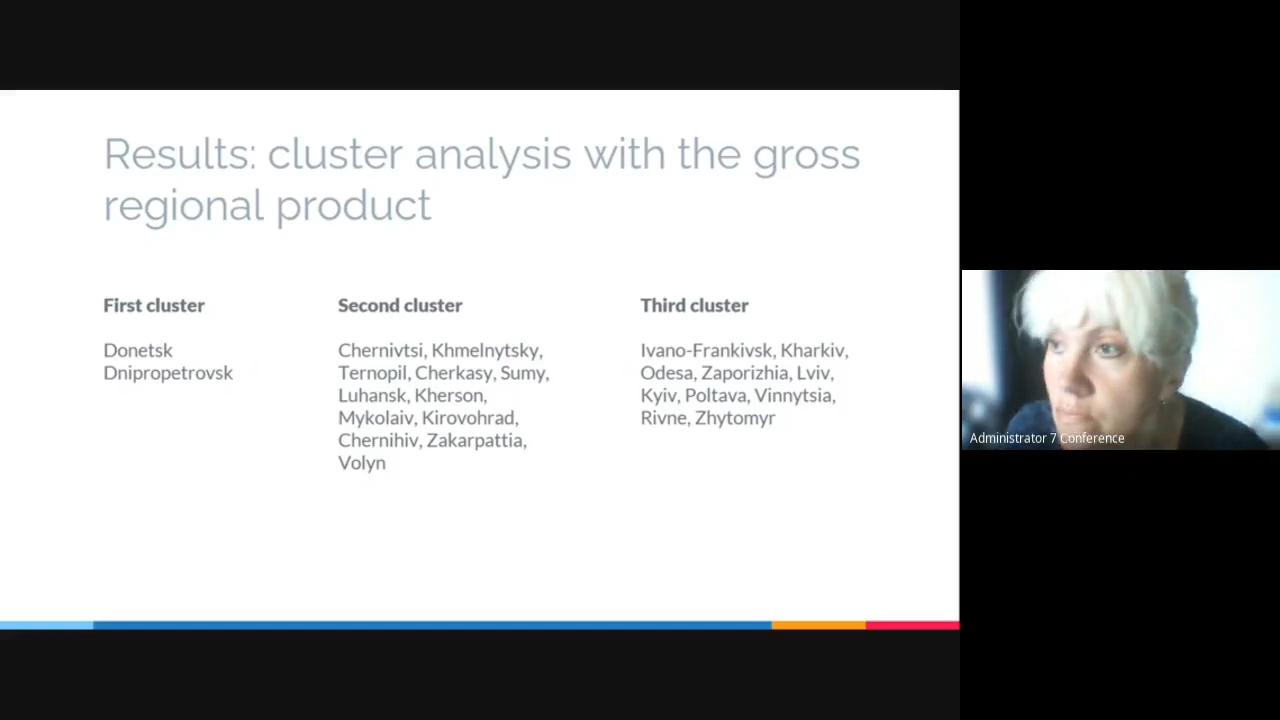 Results: cluster analysis with the gross
regional product
First cluster
Donetsk
Dnipropetrovsk
Second cluster
Chernivtsi, Khmelnytsky,
Ternopil, Cherkasy, Sumy,
Luhansk, Kherson,
Mykolaiv, Kirovohrad,
Chernihiv, Zakarpattia,
Volyn
Third cluster
Ivano-Frankivsk, Kharkiv,
Odesa, Zaporizhia, Lviv,
Kyiv, Poltava, Vinnytsia,
Rivne, Zhytomyr
Administrator 7 Conference